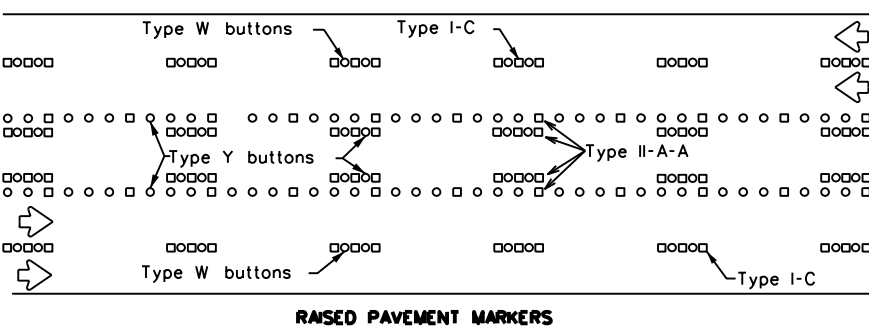 Type W buttons
Type I-C
Type Y buttons
Type II-A-A
Type W buttons
Type I-C
RAISED PAVEMENT MARKERS